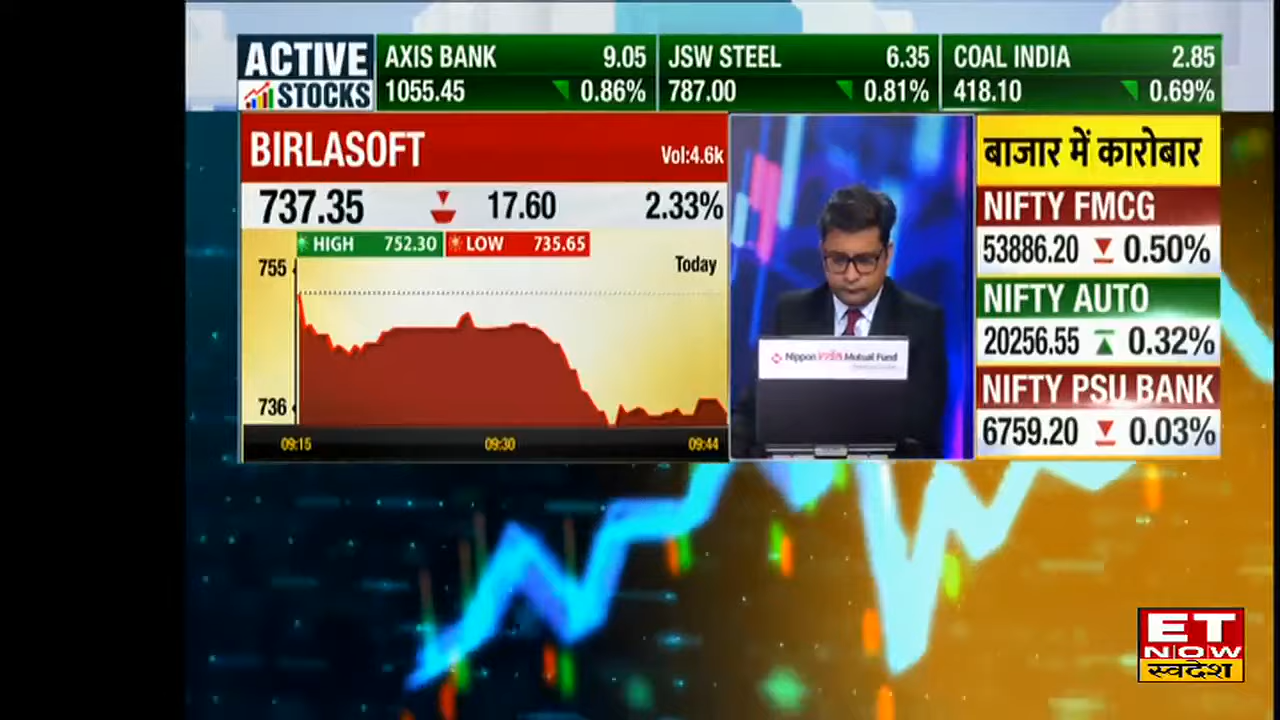 ACTIVE STOCKS
AXIS BANK 9.05
1055.45 0.86%
JSW STEEL 6.35
787.00 0.81%
COAL INDIA 2.85
418.10 0.69%
BIRLASOFT Vol:4.6k
737.35 17.60 2.33%
HIGH 752.30 LOW 735.65
Today
755
736
09:15 09:30 09:44
Nippon india Mutual Fund
बाजार में कारोबार
NIFTY FMCG
53886.20 0.50%
NIFTY AUTO
20256.55 0.32%
NIFTY PSU BANK
6759.20 0.03%
ET
NOW
स्वदेश